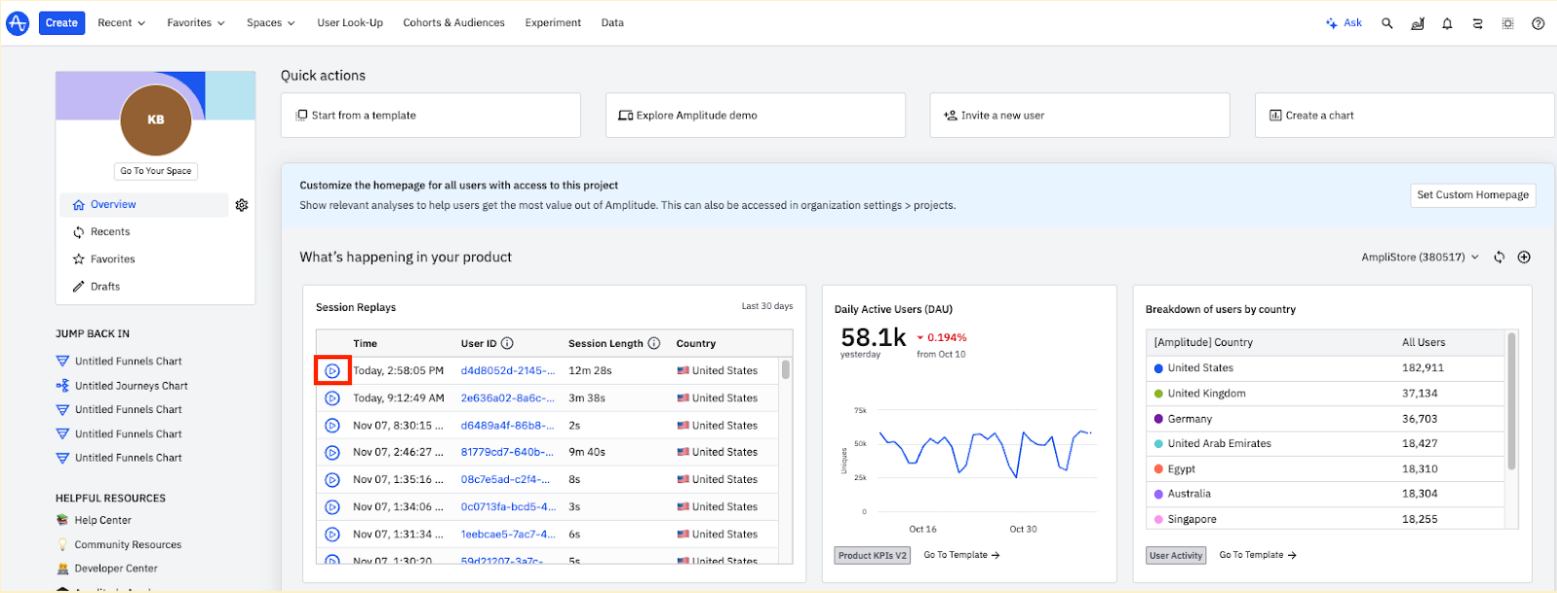 Create Recent Favorites Spaces User Look-Up Cohorts & Audiences Experiment Data Ask
KB
Go To Your Space
Overview
Recents
Favorites
Drafts
JUMP BACK IN
Untitled Funnels Chart
Untitled Journeys Chart
Untitled Funnels Chart
Untitled Funnels Chart
Untitled Funnels Chart
HELPFUL RESOURCES
Help Center
Community Resources
Developer Center
Quick actions
Start from a template
Explore Amplitude demo
Invite a new user
Create a chart
Customize the homepage for all users with access to this project
Show relevant analyses to help users get the most value out of Amplitude. This can also be accessed in organization settings > projects.
Set Custom Homepage
What's happening in your product
AmpliStore (380517)
Session Replays Last 30 days
Time User ID Session Length Country
Today, 2:58:05 PM d4d8052d-2145-... 12m 28s United States
Today, 9:12:49 AM 2e636a02-8a6c-... 3m 38s United States
Nov 07, 8:30:15 ... d6489a4f-86b8-... 2s United States
Nov 07, 2:46:27 ... 81779cd7-640b-... 9m 40s United States
Nov 07, 1:35:16 ... 08c7e5ad-c2f4-... 8s United States
Nov 07, 1:34:06 ... 0c0713fa-bcd5-4... 3s United States
Nov 07, 1:31:34 ... 1eebcae5-7ac7-4... 6s United States
Nov 07, 1:30:20 59d21207-3a7c- 5s United States
Daily Active Users (DAU)
58.1k 0.194%
yesterday from Oct 10
75k
50k
25k
0
Uniques
Oct 16 Oct 30
Product KPIs V2 Go To Template
Breakdown of users by country
[Amplitude] Country All Users
United States 182,911
United Kingdom 37,134
Germany 36,703
United Arab Emirates 18,427
Egypt 18,310
Australia 18,304
Singapore 18,255
User Activity Go To Template